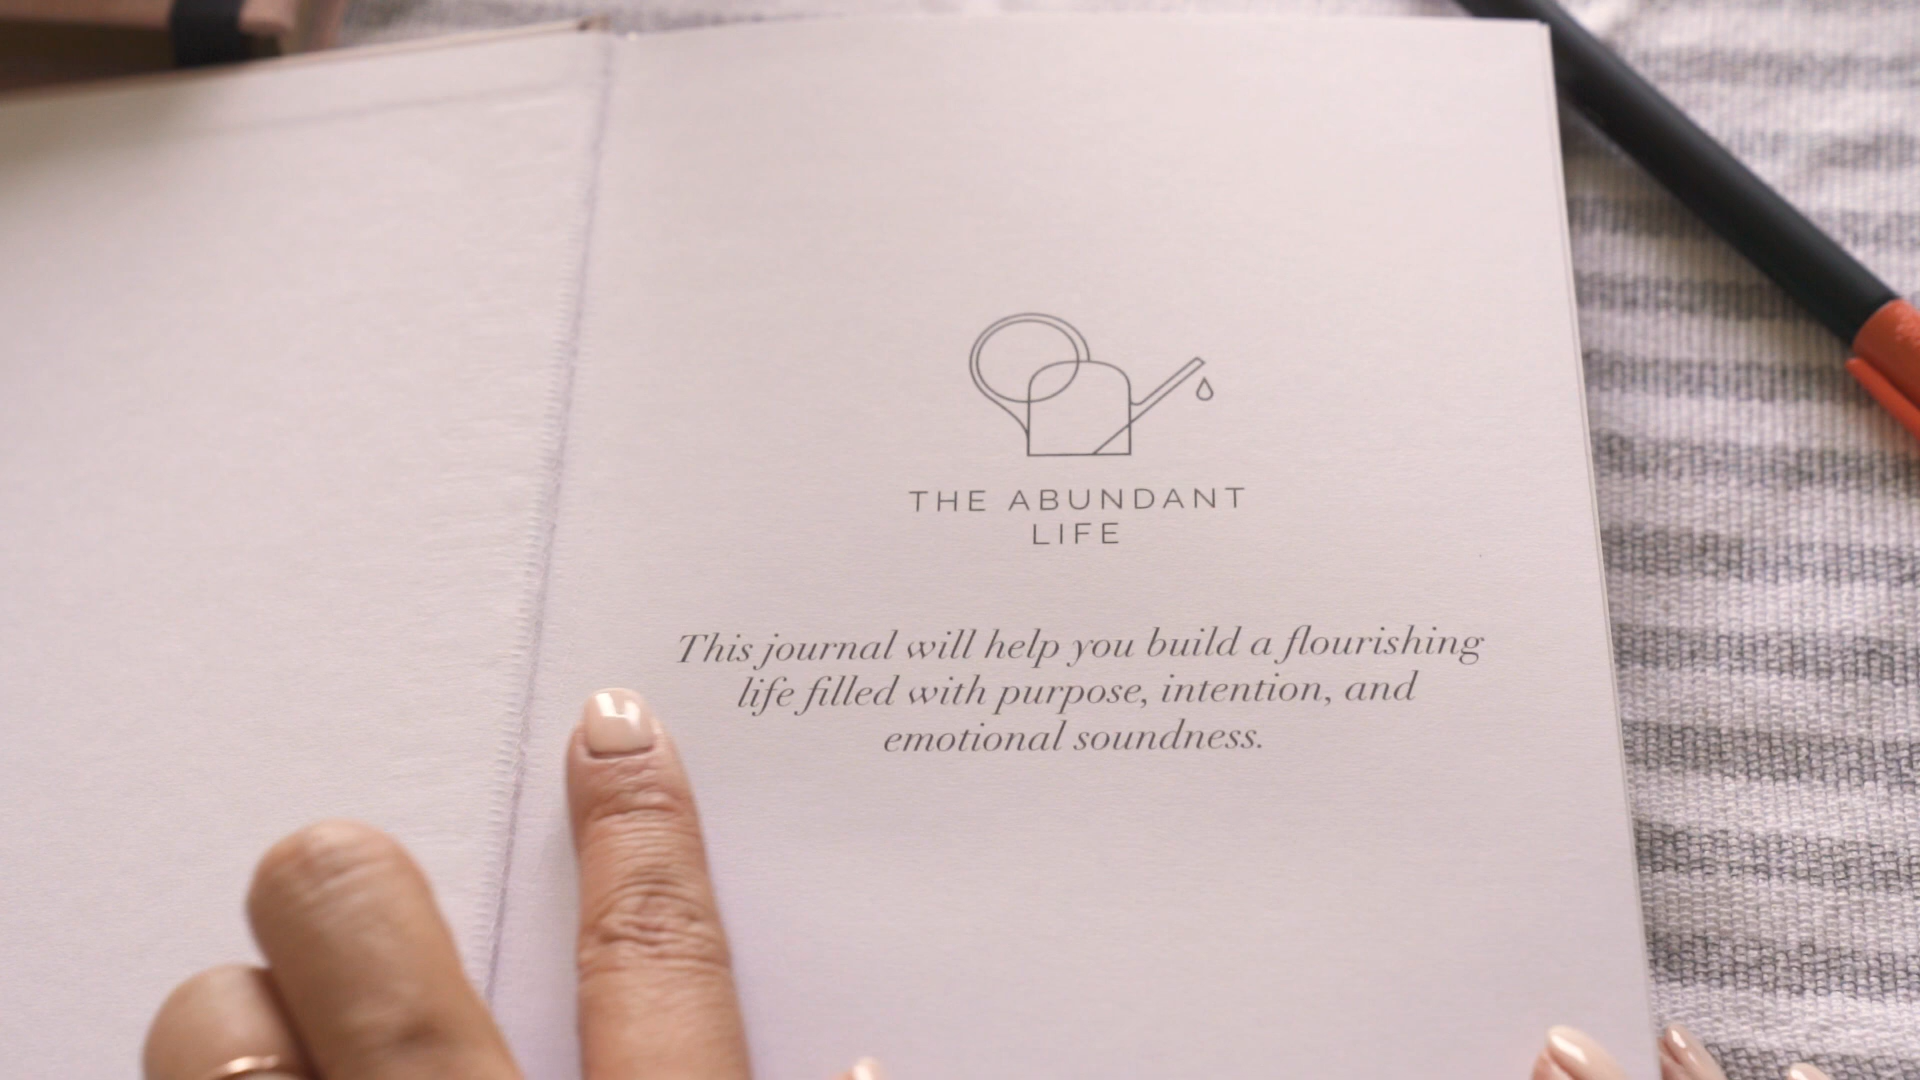 THE ABUNDANT
LIFE
This journal will help you build a flourishing
life filled with purpose, intention, and
emotional soundness.